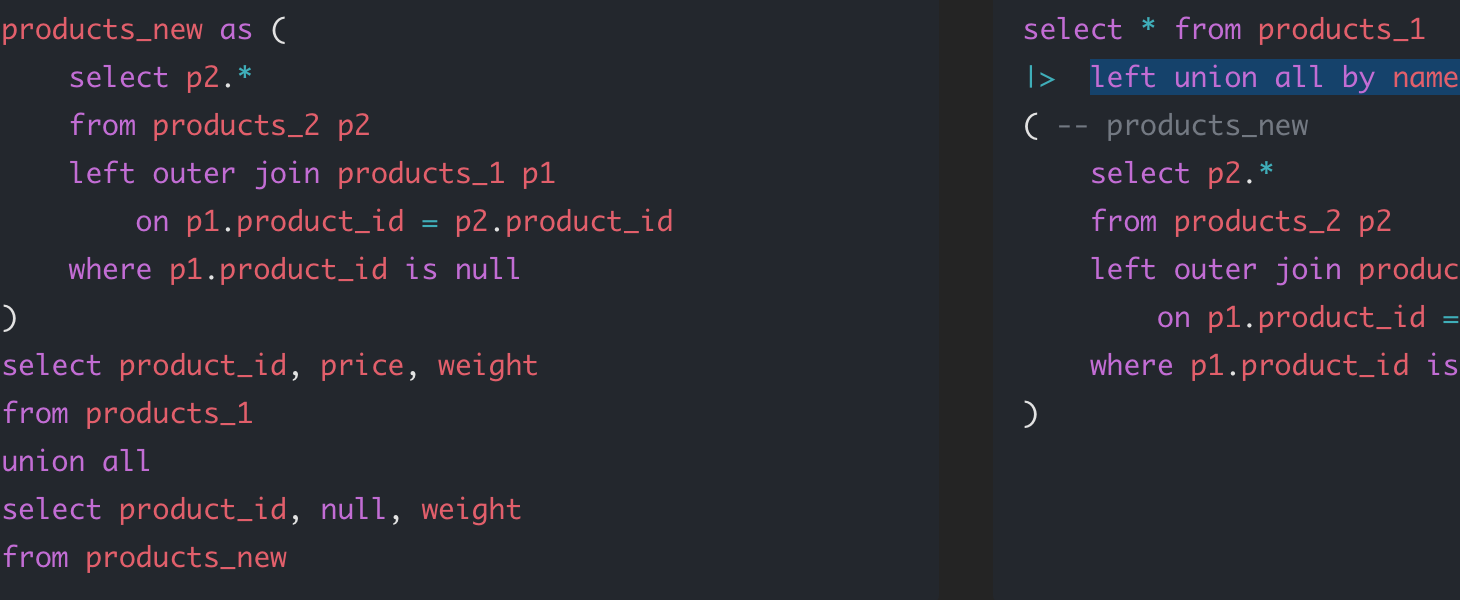 products_new as (
    select p2.*
    from products_2 p2
    left outer join products_1 p1
        on p1.product_id = p2.product_id
    where p1.product_id is null
)
select product_id, price, weight
from products_1
union all
select product_id, null, weight
from products_new
select * from products_1
|>  left union all by name
( -- products_new
    select p2.*
    from products_2 p2
    left outer join produc
        on p1.product_id =
    where p1.product_id is
)